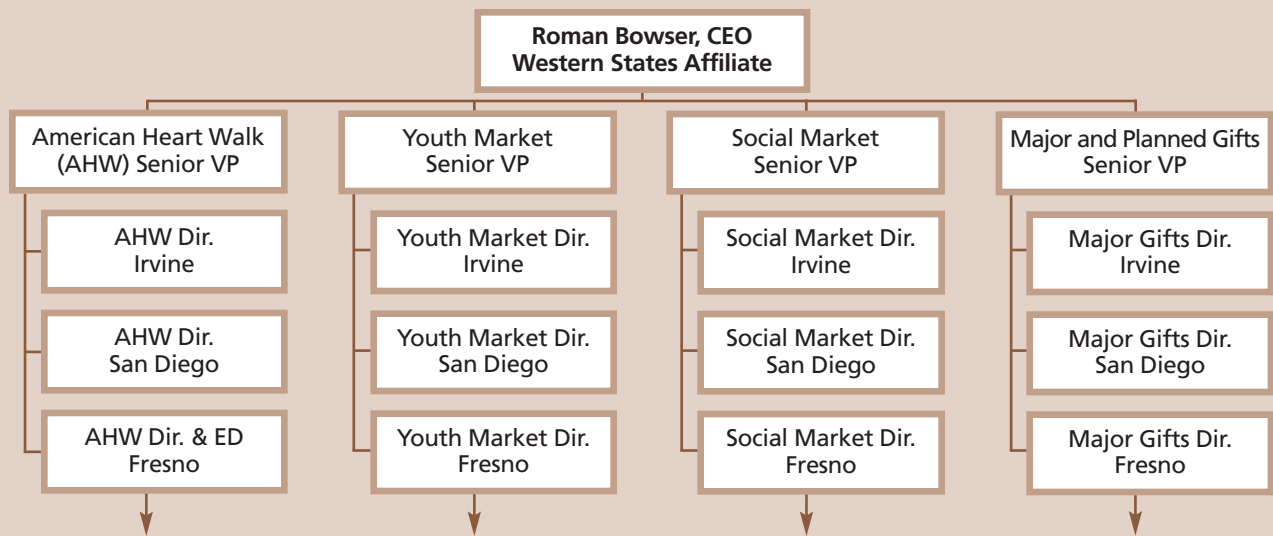 Roman Bowser, CEO
Western States Affiliate
American Heart Walk
(AHW) Senior VP
AHW Dir.
Irvine
AHW Dir.
San Diego
AHW Dir. & ED
Fresno
Youth Market
Senior VP
Youth Market Dir.
Irvine
Youth Market Dir.
San Diego
Youth Market Dir.
Fresno
Social Market
Senior VP
Social Market Dir.
Irvine
Social Market Dir.
San Diego
Social Market Dir.
Fresno
Major and Planned Gifts
Senior VP
Major Gifts Dir.
Irvine
Major Gifts Dir.
San Diego
Major Gifts Dir.
Fresno